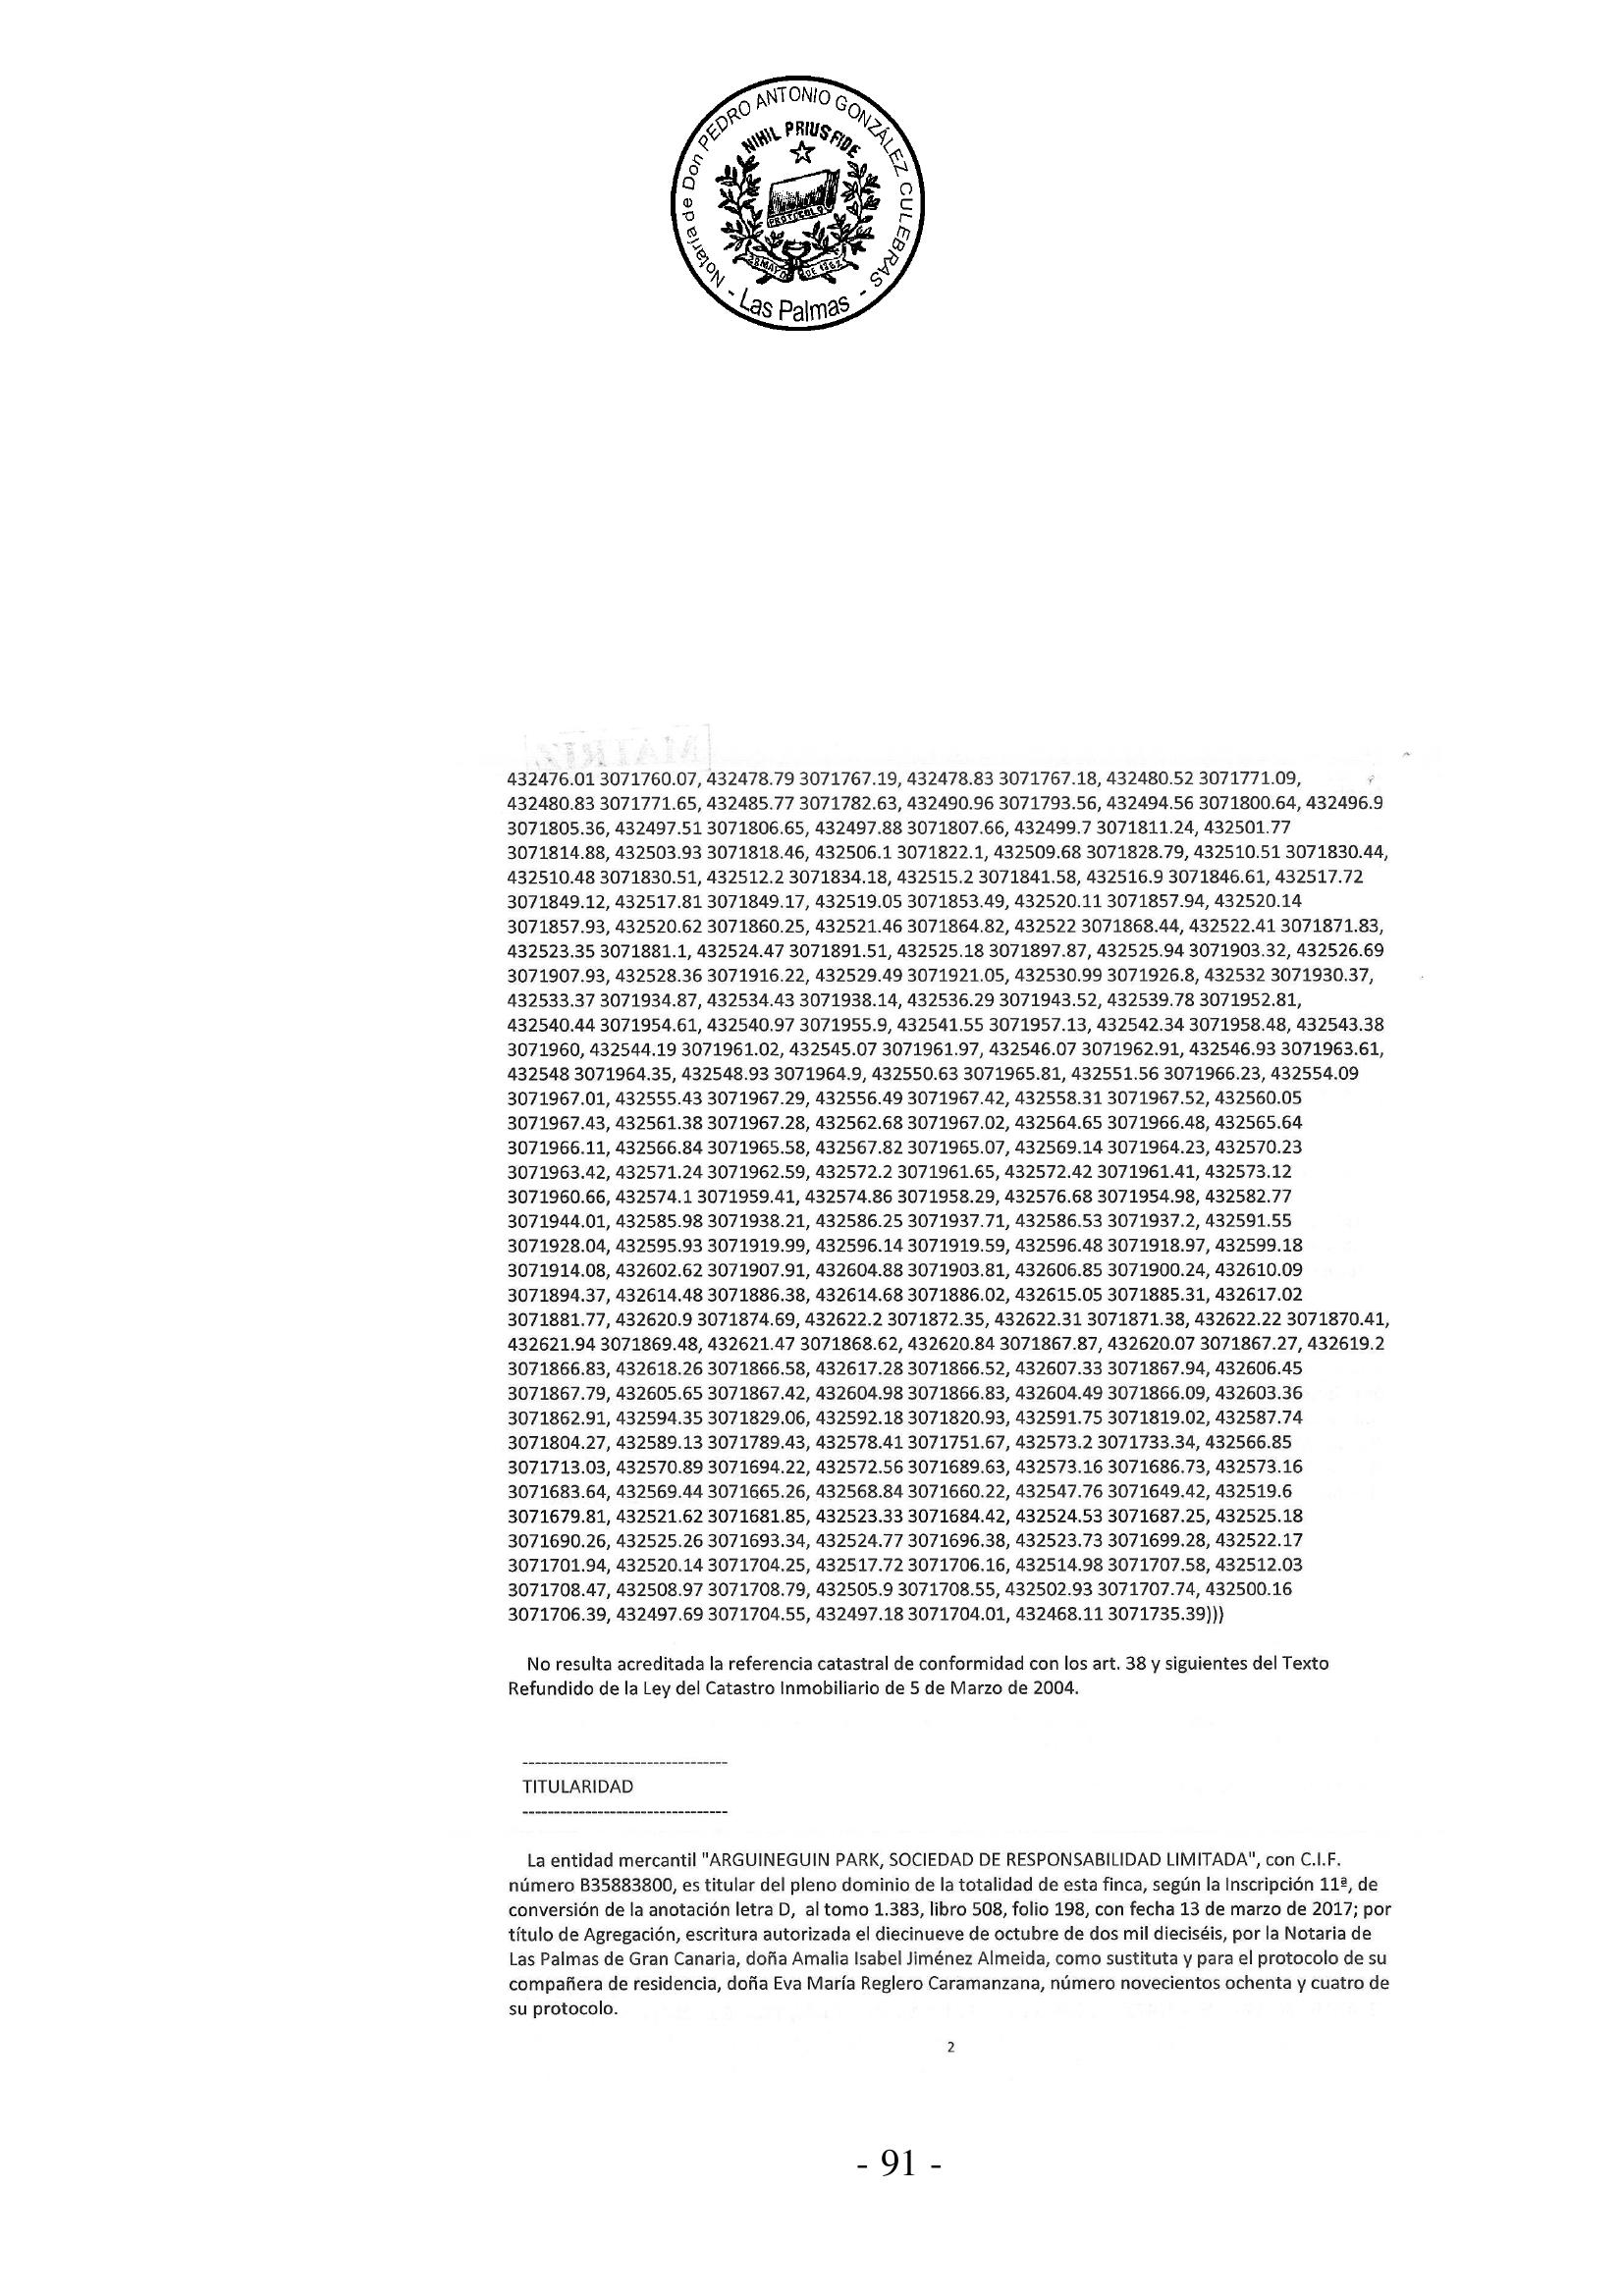 Notaría de Don PEDRO ANTONIO GONZÁLEZ CULEBRAS
NIHIL PRIUS FIDE
PROTOCOLO
28 MAYO DE 1862
- Las Palmas -
MATRIZ
432476.01 3071760.07, 432478.79 3071767.19, 432478.83 3071767.18, 432480.52 3071771.09,
432480.83 3071771.65, 432485.77 3071782.63, 432490.96 3071793.56, 432494.56 3071800.64, 432496.9
3071805.36, 432497.51 3071806.65, 432497.88 3071807.66, 432499.7 3071811.24, 432501.77
3071814.88, 432503.93 3071818.46, 432506.1 3071822.1, 432509.68 3071828.79, 432510.51 3071830.44,
432510.48 3071830.51, 432512.2 3071834.18, 432515.2 3071841.58, 432516.9 3071846.61, 432517.72
3071849.12, 432517.81 3071849.17, 432519.05 3071853.49, 432520.11 3071857.94, 432520.14
3071857.93, 432520.62 3071860.25, 432521.46 3071864.82, 432522 3071868.44, 432522.41 3071871.83,
432523.35 3071881.1, 432524.47 3071891.51, 432525.18 3071897.87, 432525.94 3071903.32, 432526.69
3071907.93, 432528.36 3071916.22, 432529.49 3071921.05, 432530.99 3071926.8, 432532 3071930.37,
432533.37 3071934.87, 432534.43 3071938.14, 432536.29 3071943.52, 432539.78 3071952.81,
432540.44 3071954.61, 432540.97 3071955.9, 432541.55 3071957.13, 432542.34 3071958.48, 432543.38
3071960, 432544.19 3071961.02, 432545.07 3071961.97, 432546.07 3071962.91, 432546.93 3071963.61,
432548 3071964.35, 432548.93 3071964.9, 432550.63 3071965.81, 432551.56 3071966.23, 432554.09
3071967.01, 432555.43 3071967.29, 432556.49 3071967.42, 432558.31 3071967.52, 432560.05
3071967.43, 432561.38 3071967.28, 432562.68 3071967.02, 432564.65 3071966.48, 432565.64
3071966.11, 432566.84 3071965.58, 432567.82 3071965.07, 432569.14 3071964.23, 432570.23
3071963.42, 432571.24 3071962.59, 432572.2 3071961.65, 432572.42 3071961.41, 432573.12
3071960.66, 432574.1 3071959.41, 432574.86 3071958.29, 432576.68 3071954.98, 432582.77
3071944.01, 432585.98 3071938.21, 432586.25 3071937.71, 432586.53 3071937.2, 432591.55
3071928.04, 432595.93 3071919.99, 432596.14 3071919.59, 432596.48 3071918.97, 432599.18
3071914.08, 432602.62 3071907.91, 432604.88 3071903.81, 432606.85 3071900.24, 432610.09
3071894.37, 432614.48 3071886.38, 432614.68 3071886.02, 432615.05 3071885.31, 432617.02
3071881.77, 432620.9 3071874.69, 432622.2 3071872.35, 432622.31 3071871.38, 432622.22 3071870.41,
432621.94 3071869.48, 432621.47 3071868.62, 432620.84 3071867.87, 432620.07 3071867.27, 432619.2
3071866.83, 432618.26 3071866.58, 432617.28 3071866.52, 432607.33 3071867.94, 432606.45
3071867.79, 432605.65 3071867.42, 432604.98 3071866.83, 432604.49 3071866.09, 432603.36
3071862.91, 432594.35 3071829.06, 432592.18 3071820.93, 432591.75 3071819.02, 432587.74
3071804.27, 432589.13 3071789.43, 432578.41 3071751.67, 432573.2 3071733.34, 432566.85
3071713.03, 432570.89 3071694.22, 432572.56 3071689.63, 432573.16 3071686.73, 432573.16
3071683.64, 432569.44 3071665.26, 432568.84 3071660.22, 432547.76 3071649.42, 432519.6
3071679.81, 432521.62 3071681.85, 432523.33 3071684.42, 432524.53 3071687.25, 432525.18
3071690.26, 432525.26 3071693.34, 432524.77 3071696.38, 432523.73 3071699.28, 432522.17
3071701.94, 432520.14 3071704.25, 432517.72 3071706.16, 432514.98 3071707.58, 432512.03
3071708.47, 432508.97 3071708.79, 432505.9 3071708.55, 432502.93 3071707.74, 432500.16
3071706.39, 432497.69 3071704.55, 432497.18 3071704.01, 432468.11 3071735.39)))
No resulta acreditada la referencia catastral de conformidad con los art. 38 y siguientes del Texto
Refundido de la Ley del Catastro Inmobiliario de 5 de Marzo de 2004.
---------------------------------
TITULARIDAD
---------------------------------
La entidad mercantil "ARGUINEGUIN PARK, SOCIEDAD DE RESPONSABILIDAD LIMITADA", con C.I.F.
número B35883800, es titular del pleno dominio de la totalidad de esta finca, según la Inscripción 11ª, de
conversión de la anotación letra D, al tomo 1.383, libro 508, folio 198, con fecha 13 de marzo de 2017; por
título de Agregación, escritura autorizada el diecinueve de octubre de dos mil dieciséis, por la Notaria de
Las Palmas de Gran Canaria, doña Amalia Isabel Jiménez Almeida, como sustituta y para el protocolo de su
compañera de residencia, doña Eva María Reglero Caramanzana, número novecientos ochenta y cuatro de
su protocolo.
2
- 91 -